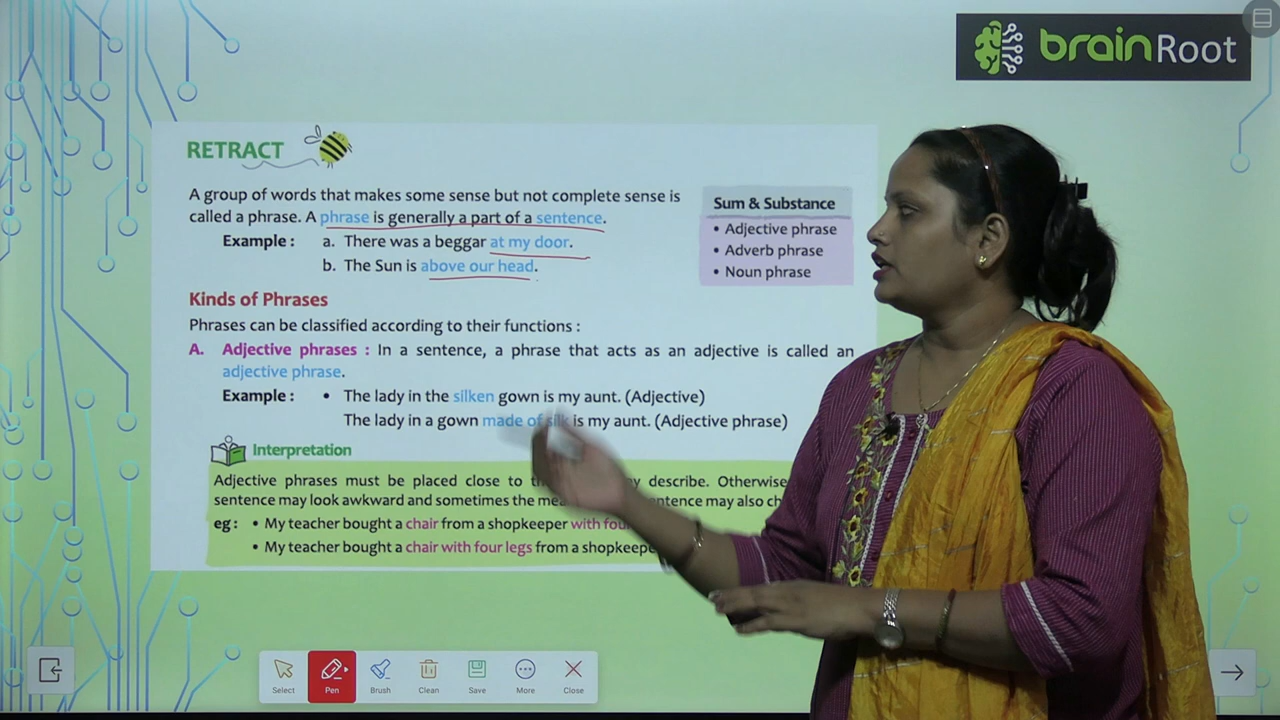 brainRoot
RETRACT
A group of words that makes some sense but not complete sense is
called a phrase. A phrase is generally a part of a sentence.
Example : a. There was a beggar at my door.
b. The Sun is above our head.
Sum & Substance
• Adjective phrase
• Adverb phrase
• Noun phrase
Kinds of Phrases
Phrases can be classified according to their functions :
A. Adjective phrases : In a sentence, a phrase that acts as an adjective is called an
adjective phrase.
Example : • The lady in the silken gown is my aunt. (Adjective)
The lady in a gown made of silk is my aunt. (Adjective phrase)
Interpretation
Adjective phrases must be placed close to describe. Otherwise
sentence may look awkward and sometimes the may also
eg : • My teacher bought a chair from a shopkeeper with
• My teacher bought a chair with four legs from a
Select
Pen
Brush
Clean
Save
More
Close